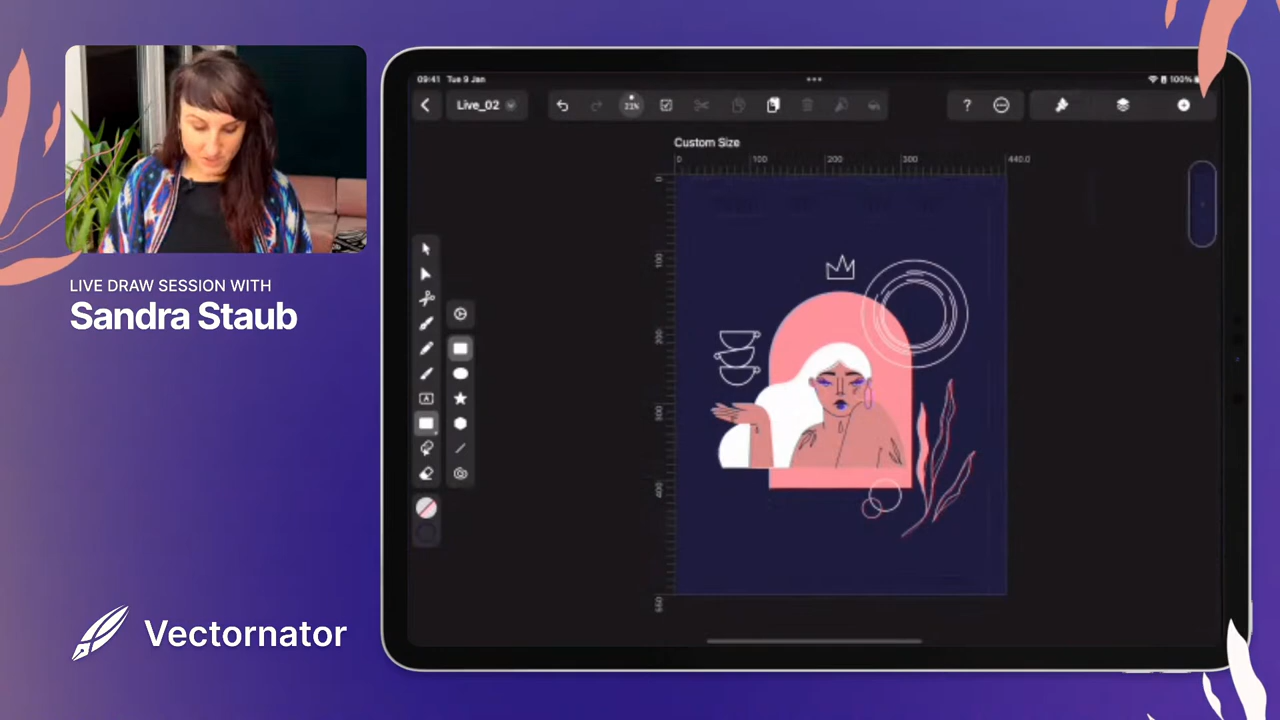 LIVE DRAW SESSION WITH
Sandra Staub
Vectornator
09:41 Tue 9 Jan
100%
Live_02
21%
?
Custom Size
0 100 200 300 440.0
0
100
200
300
400
550
A